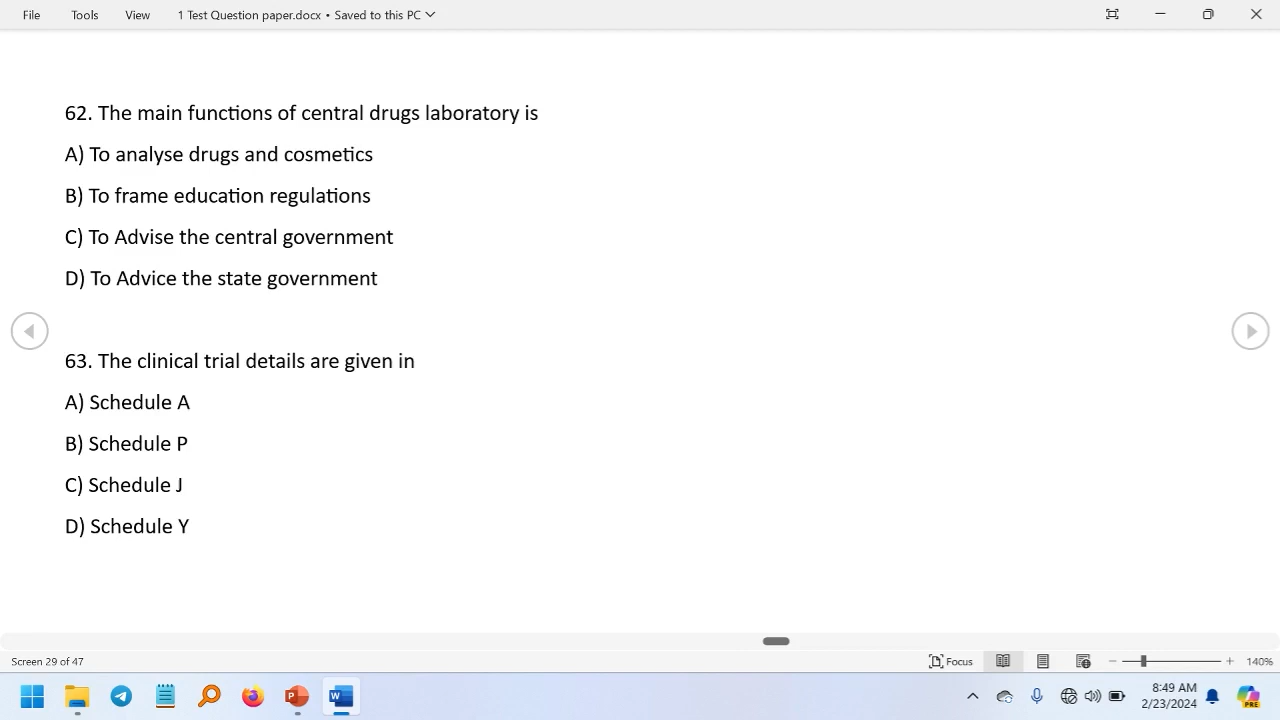 File Tools View 1 Test Question paper.docx • Saved to this PC
62. The main functions of central drugs laboratory is
A) To analyse drugs and cosmetics
B) To frame education regulations
C) To Advise the central government
D) To Advice the state government
63. The clinical trial details are given in
A) Schedule A
B) Schedule P
C) Schedule J
D) Schedule Y
Screen 29 of 47 Focus 140%
8:49 AM
2/23/2024
PRE